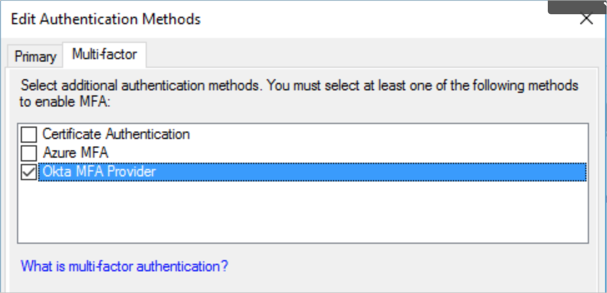 Edit Authentication Methods
Primary
Multi-factor
Select additional authentication methods. You must select at least one of the following methods
to enable MFA:
Certificate Authentication
Azure MFA
Okta MFA Provider
What is multi-factor authentication?